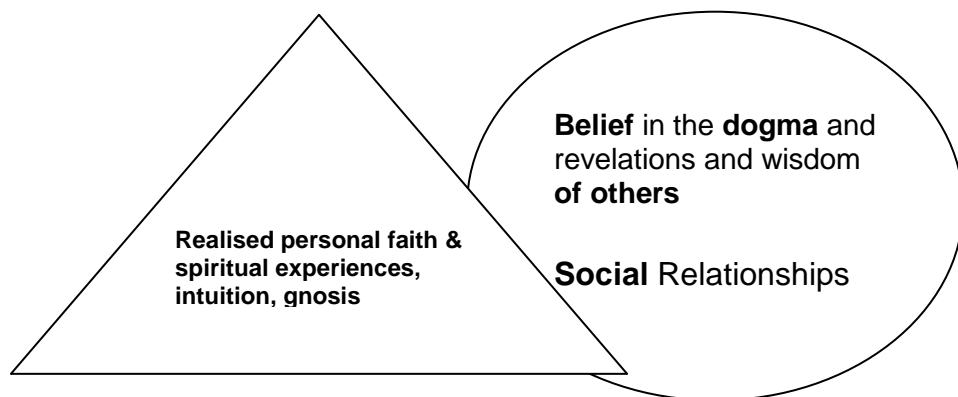 Belief in the dogma and
revelations and wisdom
of others
Realised personal faith &
spiritual experiences,
intuition, gnosis
Social Relationships